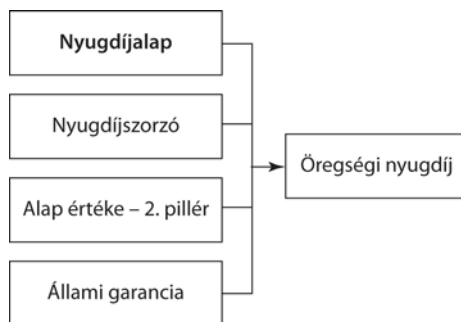 Nyugdíjalap
Nyugdíjszorzó
Alap értéke – 2. pillér
Állami garancia
Öregségi nyugdíj